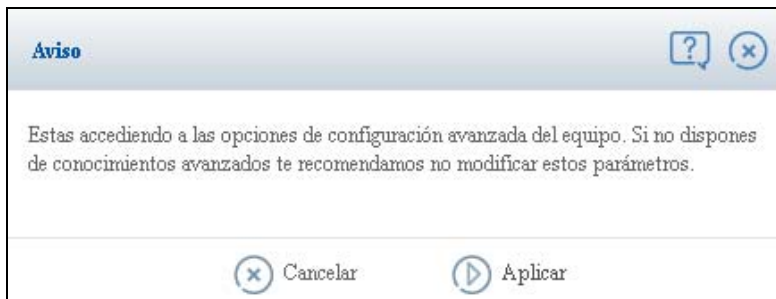 Aviso
Estas accediendo a las opciones de configuración avanzada del equipo. Si no dispones
de conocimientos avanzados te recomendamos no modificar estos parámetros.
Cancelar
Aplicar